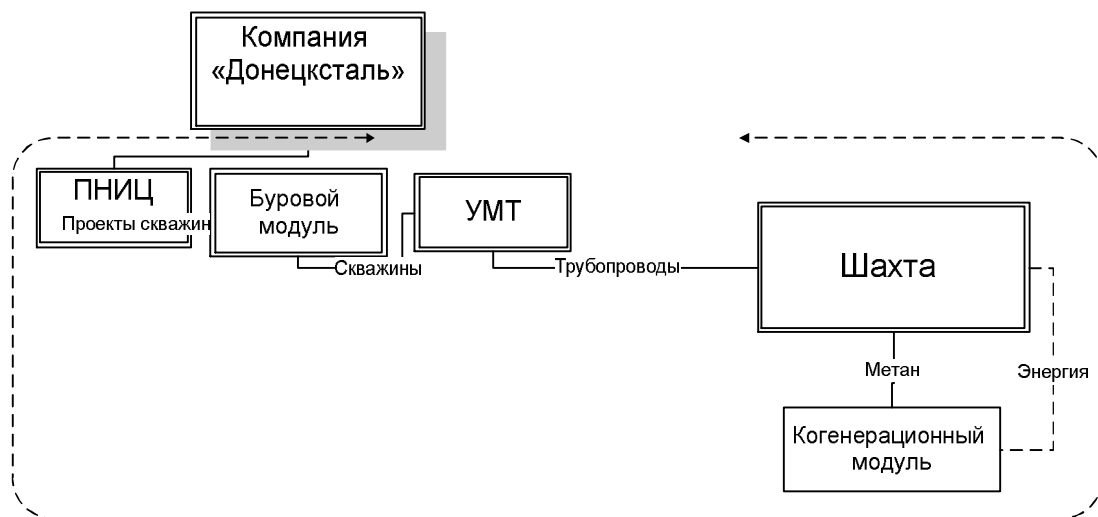 Компания
«Донецксталь»
ПНИЦ
Проекты скважин
Буровой
модуль
УМТ
Скважины
Трубопроводы
Шахта
Метан
Энергия
Когенерационный
модуль